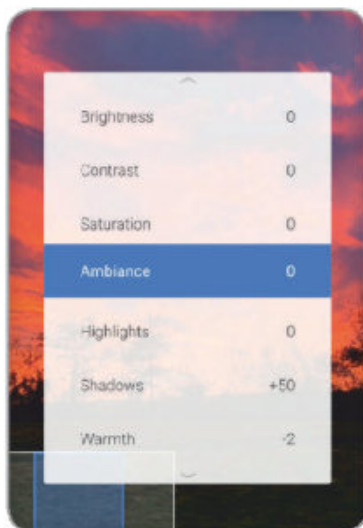 Brightness 0
Contrast 0
Saturation 0
Ambiance 0
Highlights 0
Shadows +50
Warmth -2